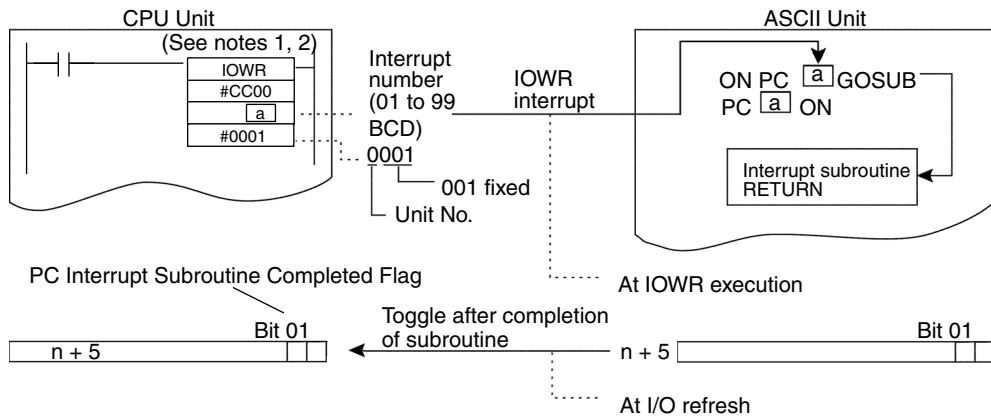 CPU Unit
(See notes 1, 2)
IOWR
#CC00
a
#0001
Interrupt
number
(01 to 99
BCD)
0001
001 fixed
Unit No.
IOWR
interrupt
ASCII Unit
ON PC a GOSUB
PC a ON
Interrupt subroutine
RETURN
At IOWR execution
PC Interrupt Subroutine Completed Flag
Bit 01
n + 5
Toggle after completion
of subroutine
Bit 01
n + 5
At I/O refresh